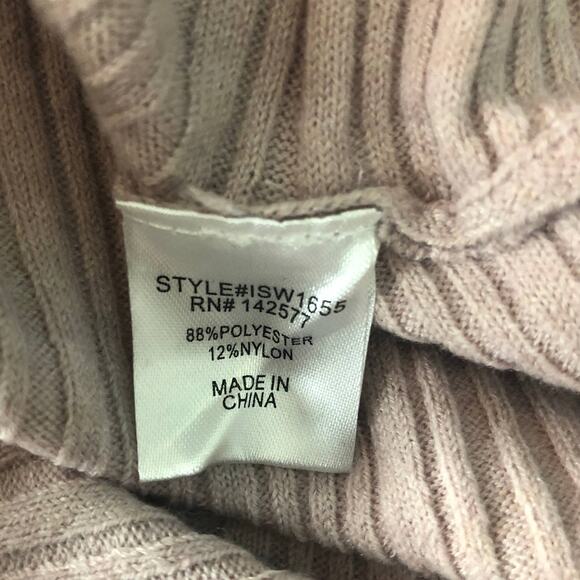 STYLE#ISW1655
RN# 142577
88%POLYESTER
12%NYLON
MADE IN
CHINA